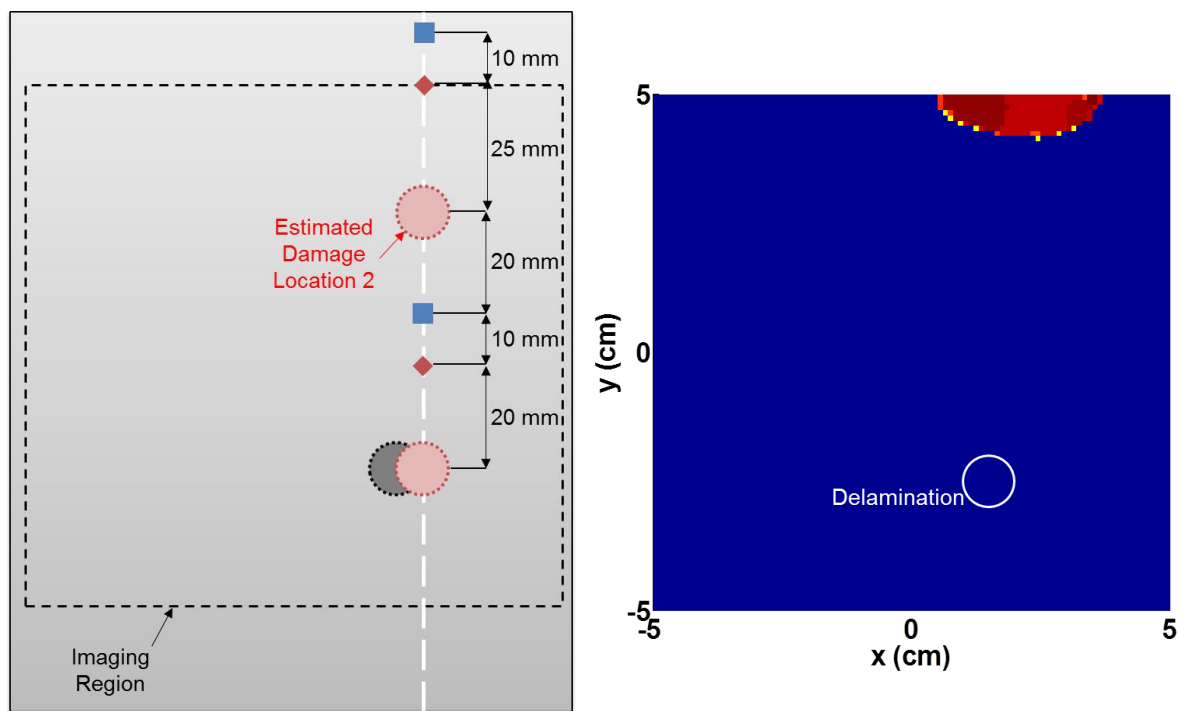 10 mm
25 mm
Estimated
Damage
Location 2
20 mm
10 mm
20 mm
Imaging
Region
5
y (cm)
0
Delamination
-5
-5
0
5
x (cm)